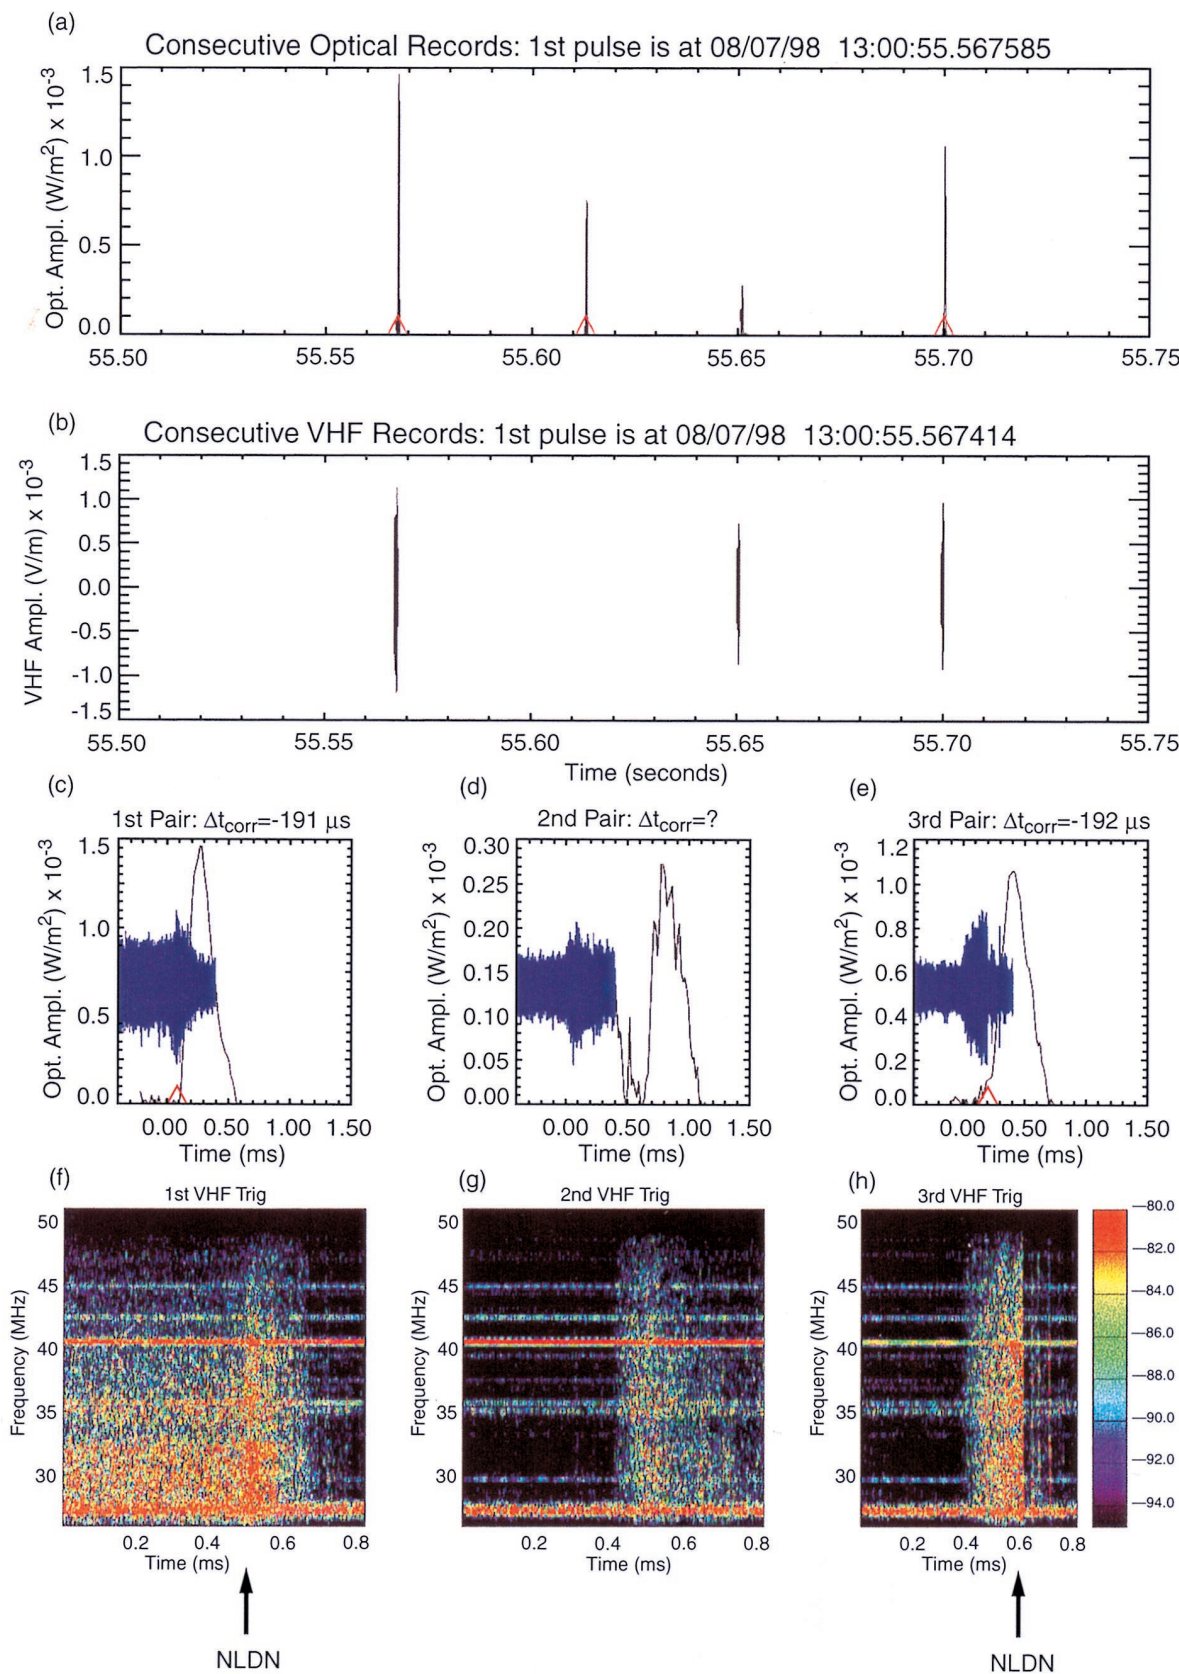 (a)
Consecutive Optical Records: 1st pulse is at 08/07/98 13:00:55.567585
Opt. Ampl. (W/m²) x 10⁻³
1.5
1.0
0.5
0.0
55.50 55.55 55.60 55.65 55.70 55.75
(b)
Consecutive VHF Records: 1st pulse is at 08/07/98 13:00:55.567414
VHF Ampl. (V/m) x 10⁻³
1.5
1.0
0.5
0.0
-0.5
-1.0
-1.5
55.50 55.55 55.60 55.65 55.70 55.75
Time (seconds)
(c)
1st Pair: Δtcorr=-191 µs
Opt. Ampl. (W/m²) x 10⁻³
1.5
1.0
0.5
0.0
0.00 0.50 1.00 1.50
Time (ms)
(d)
2nd Pair: Δtcorr=?
Opt. Ampl. (W/m²) x 10⁻³
0.30
0.25
0.20
0.15
0.10
0.05
0.00
0.00 0.50 1.00 1.50
Time (ms)
(e)
3rd Pair: Δtcorr=-192 µs
Opt. Ampl. (W/m²) x 10⁻³
1.2
1.0
0.8
0.6
0.4
0.2
0.0
0.00 0.50 1.00 1.50
Time (ms)
(f)
1st VHF Trig
Frequency (MHz)
50
45
40
35
30
0.2 0.4 0.6 0.8
Time (ms)
NLDN
(g)
2nd VHF Trig
Frequency (MHz)
50
45
40
35
30
0.2 0.4 0.6 0.8
Time (ms)
(h)
3rd VHF Trig
Frequency (MHz)
50
45
40
35
30
0.2 0.4 0.6 0.8
Time (ms)
NLDN
—80.0
—82.0
—84.0
—86.0
—88.0
—90.0
—92.0
—94.0